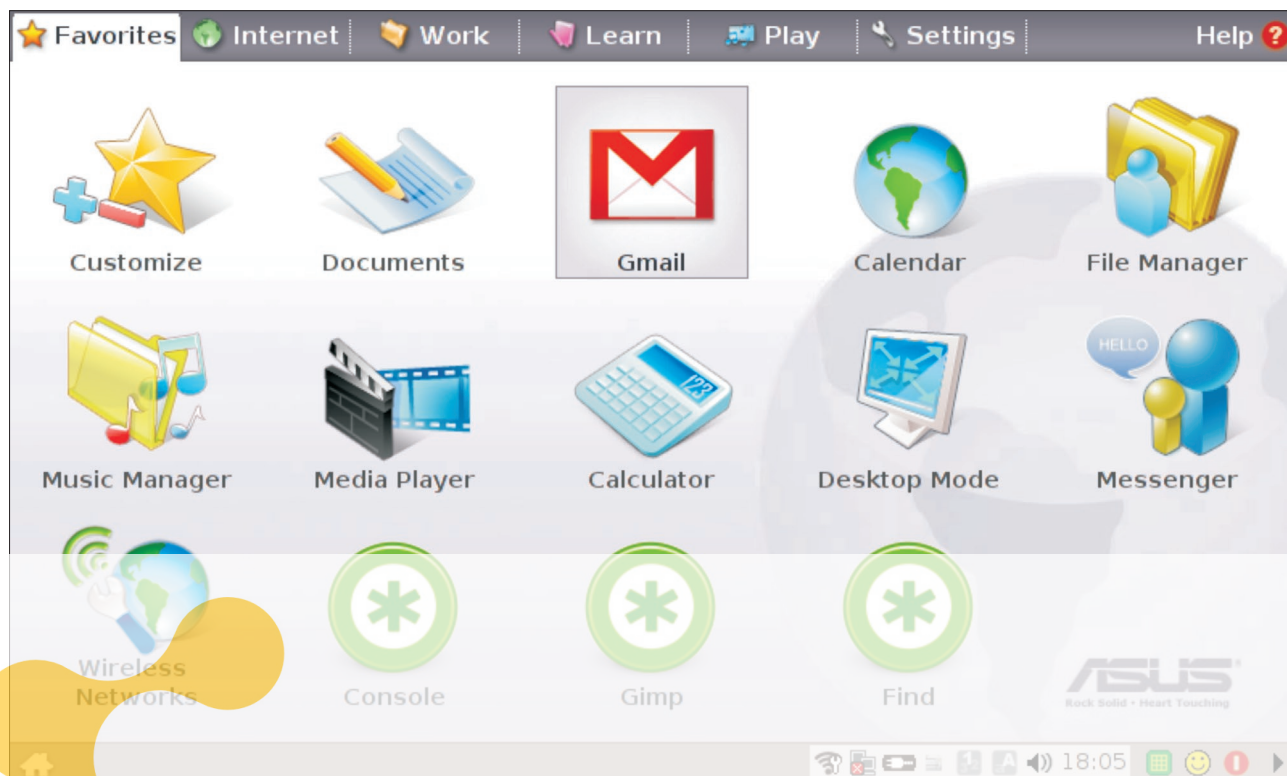 Favorites Internet Work Learn Play Settings Help ?
Customize Documents Gmail Calendar File Manager
HELLO
123
Music Manager Media Player Calculator Desktop Mode Messenger
Wireless
Networks Console Gimp Find
ASUS
Rock Solid • Heart Touching
1 A 18:05